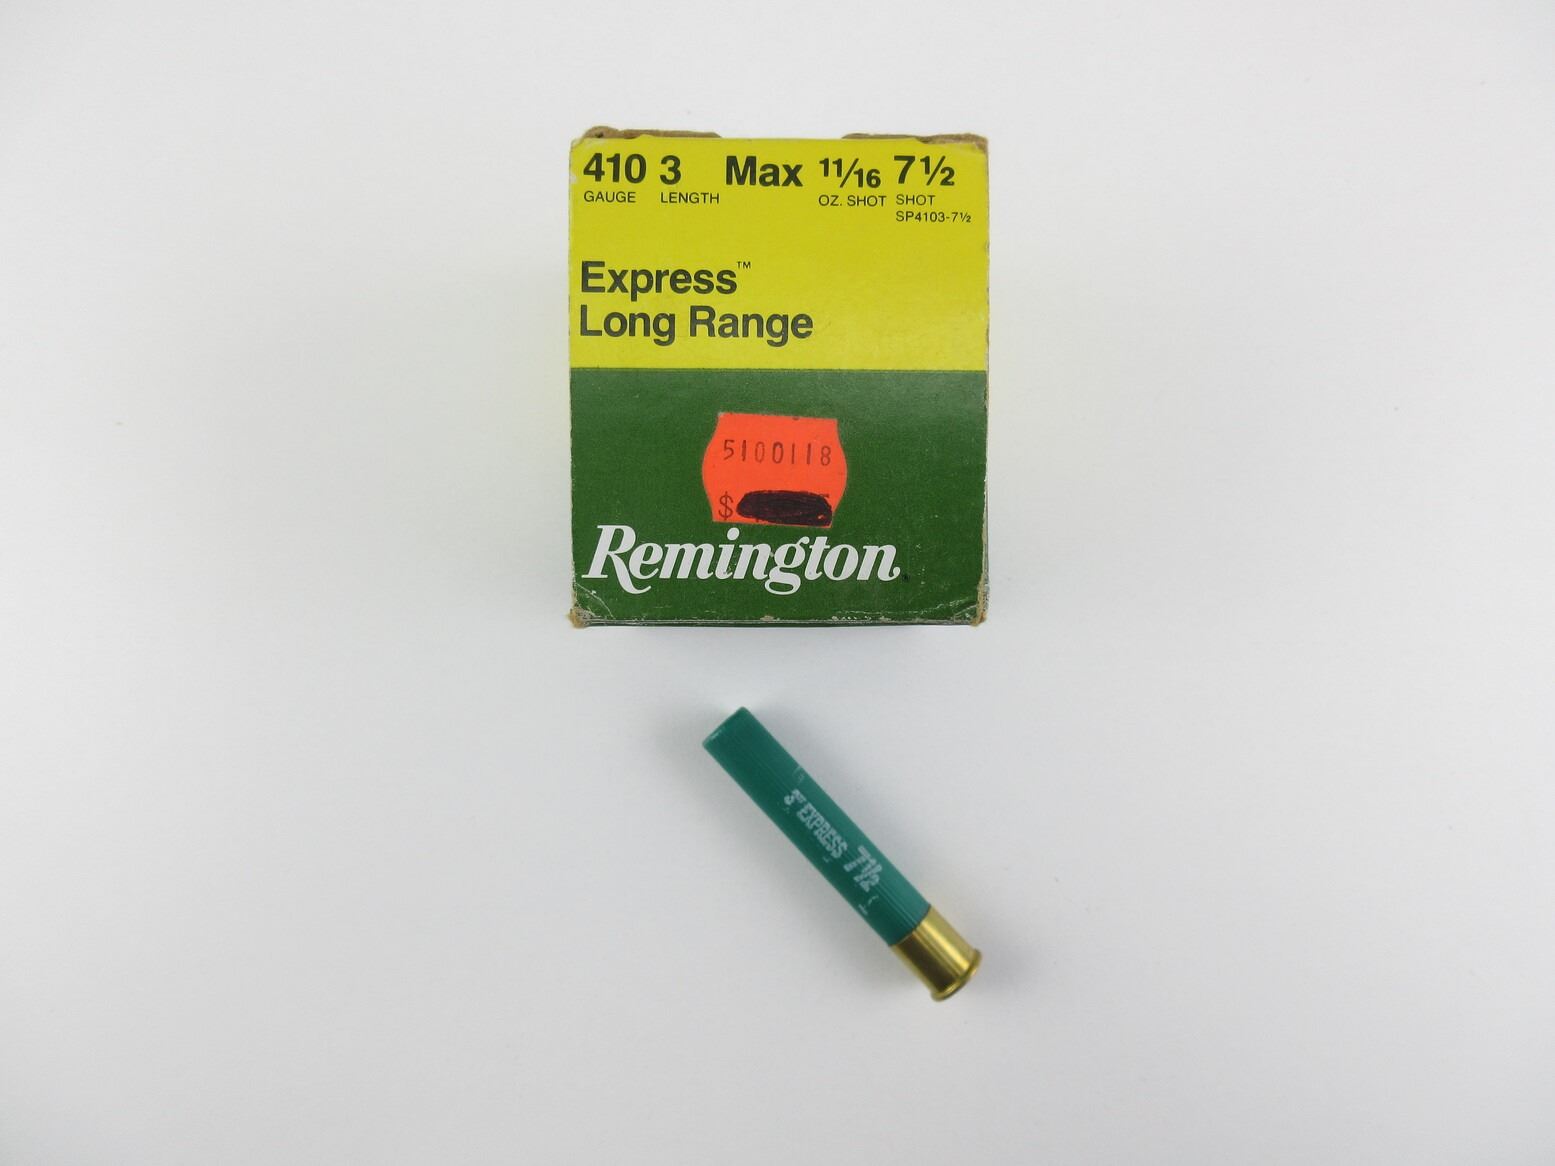 410 3 Max 11/16 7½
GAUGE LENGTH OZ. SHOT SHOT
SP4103-7½
Express™
Long Range
5100118
$
Remington
3" EXPRESS 7½